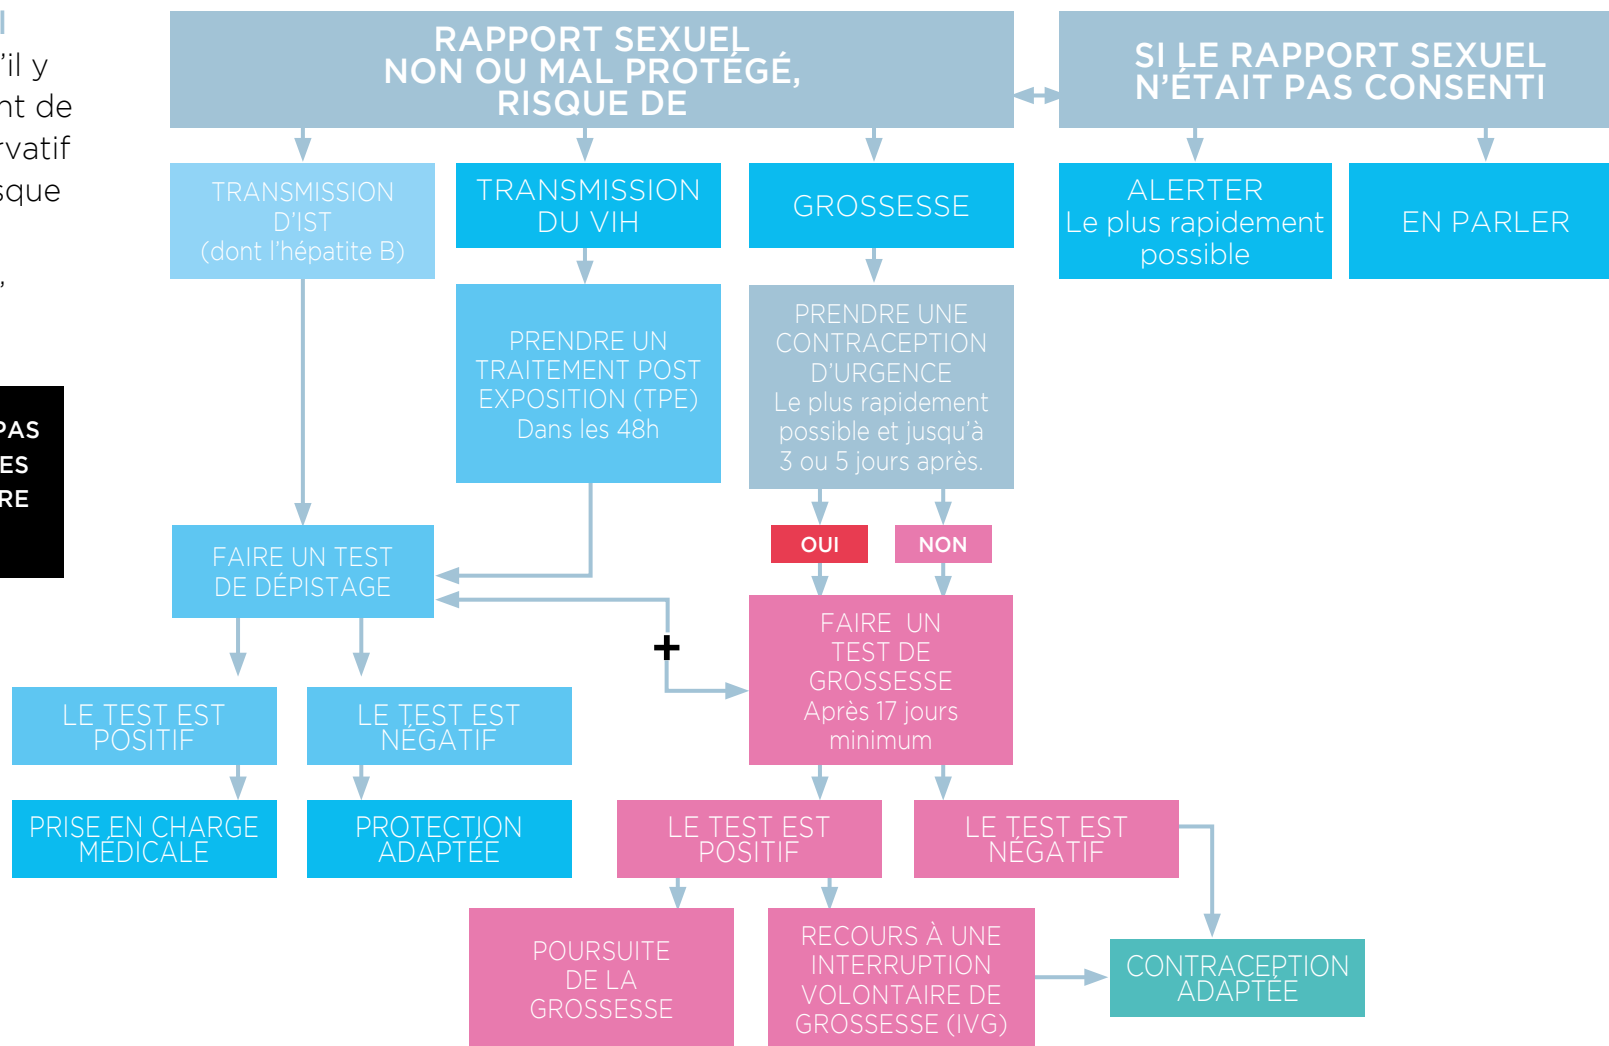 'il y
nt de
rvatif
sque
,
PAS
ES
RE
RAPPORT SEXUEL
NON OU MAL PROTÉGÉ,
RISQUE DE
SI LE RAPPORT SEXUEL
N'ÉTAIT PAS CONSENTI
TRANSMISSION
D'IST
(dont l'hépatite B)
TRANSMISSION
DU VIH
GROSSESSE
ALERTER
Le plus rapidement
possible
EN PARLER
PRENDRE UN
TRAITEMENT POST
EXPOSITION (TPE)
Dans les 48h
PRENDRE UNE
CONTRACEPTION
D'URGENCE
Le plus rapidement
possible et jusqu'à
3 ou 5 jours après.
OUI
NON
FAIRE UN TEST
DE DÉPISTAGE
+
FAIRE UN
TEST DE
GROSSESSE
Après 17 jours
minimum
LE TEST EST
POSITIF
LE TEST EST
NÉGATIF
PRISE EN CHARGE
MÉDICALE
PROTECTION
ADAPTÉE
LE TEST EST
POSITIF
LE TEST EST
NÉGATIF
POURSUITE
DE LA
GROSSESSE
RECOURS À UNE
INTERRUPTION
VOLONTAIRE DE
GROSSESSE (IVG)
CONTRACEPTION
ADAPTÉE